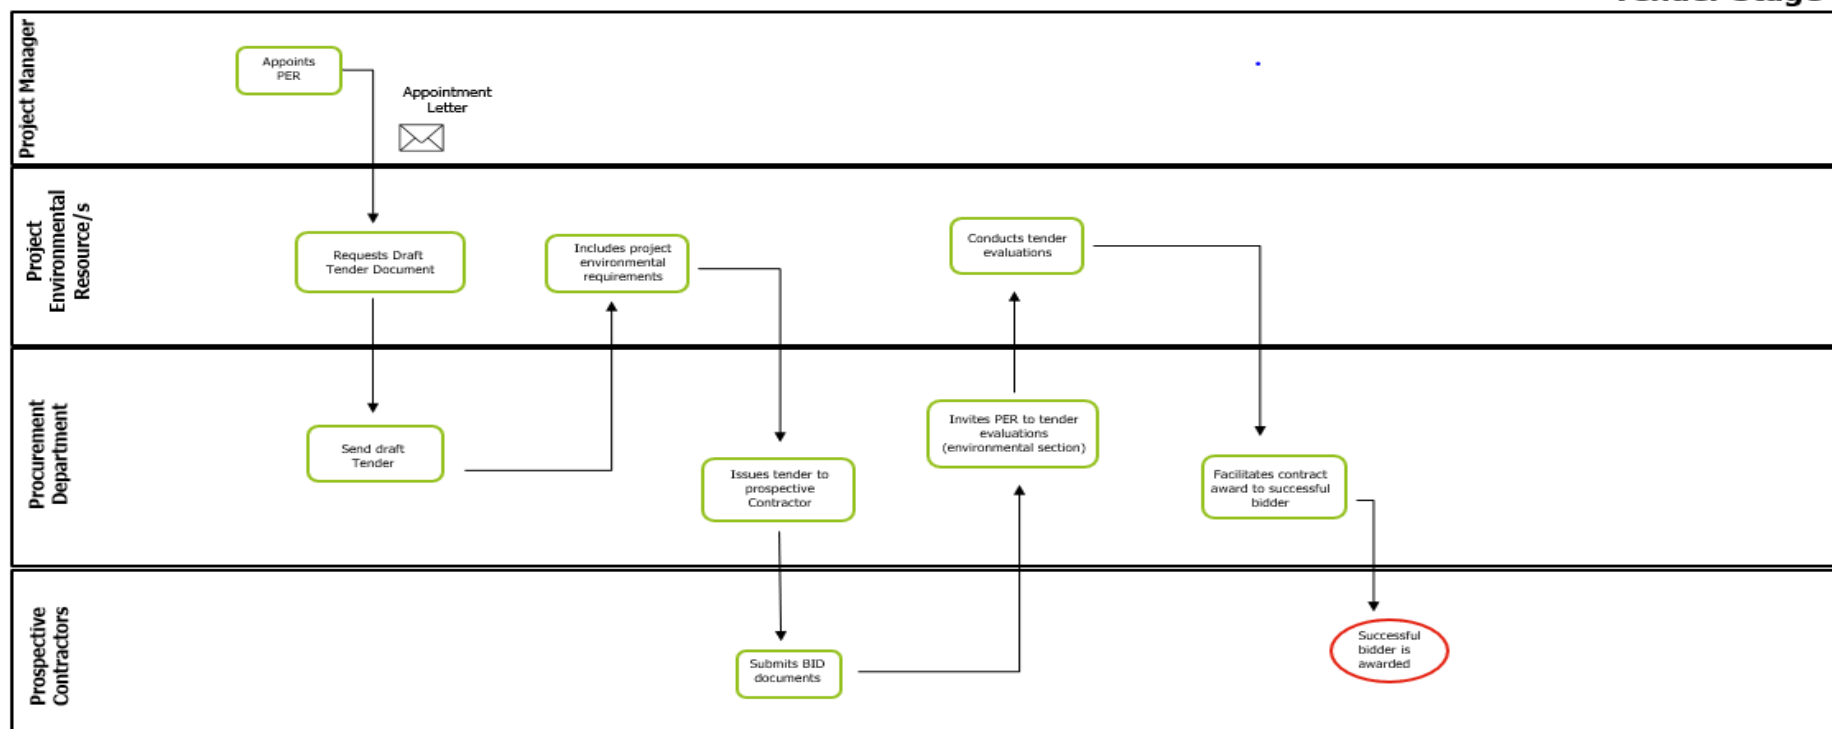 Tender Stage
Project Manager
Appoints
PER
Appointment
Letter
Project
Environmental
Resource/s
Requests Draft
Tender Document
Includes project
environmental
requirements
Conducts tender
evaluations
Procurement
Department
Send draft
Tender
Issues tender to
prospective
Contractor
Invites PER to tender
evaluations
(environmental section)
Facilitates contract
award to successful
bidder
Prospective
Contractors
Submits BID
documents
Successful
bidder is
awarded